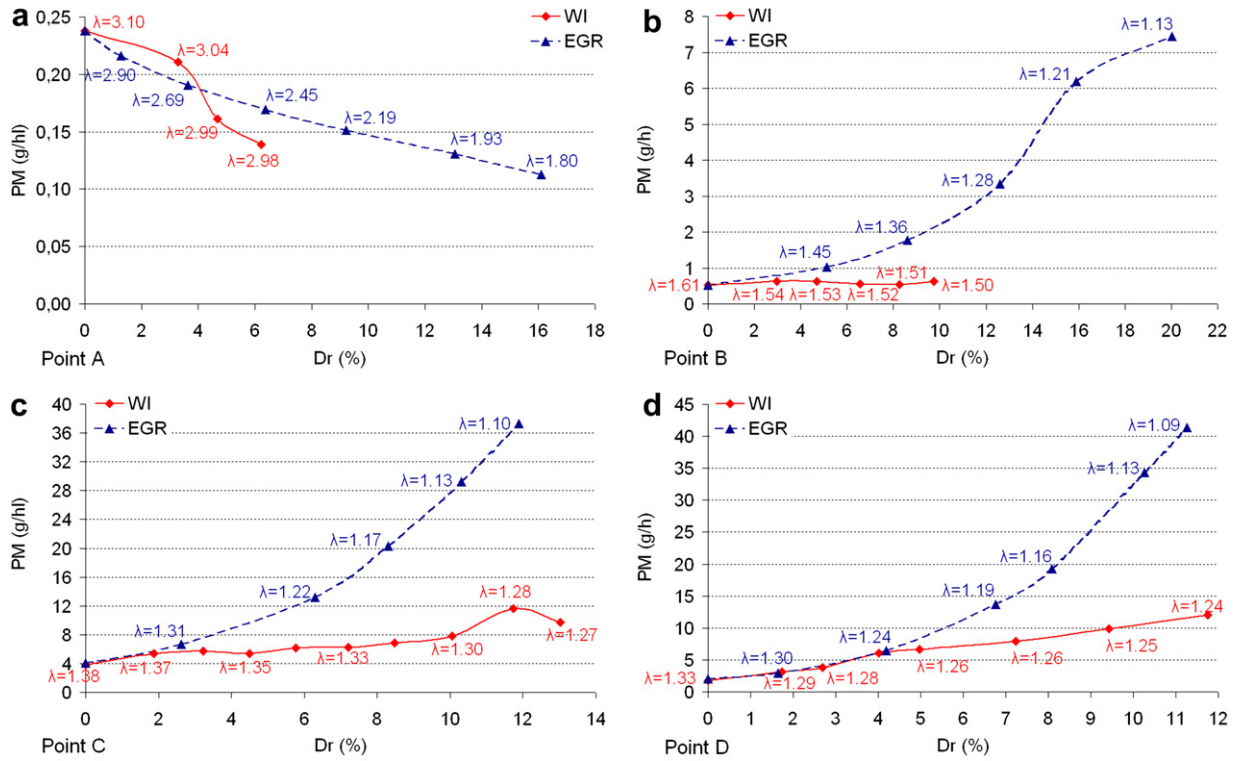 a
WI
EGR
PM (g/hl)
0,25
0,20
0,15
0,10
0,05
0,00
λ=3.10
λ=3.04
λ=2.90
λ=2.69
λ=2.45
λ=2.99
λ=2.19
λ=2.98
λ=1.93
λ=1.80
0 2 4 6 8 10 12 14 16 18
Point A Dr (%)
b
WI
EGR
PM (g/h)
8
7
6
5
4
3
2
1
0
λ=1.13
λ=1.21
λ=1.28
λ=1.36
λ=1.45
λ=1.51
λ=1.61
λ=1.54
λ=1.53
λ=1.52
λ=1.50
0 2 4 6 8 10 12 14 16 18 20 22
Point B Dr (%)
c
WI
EGR
PM (g/hl)
40
36
32
28
24
20
16
12
8
4
0
λ=1.10
λ=1.13
λ=1.17
λ=1.22
λ=1.28
λ=1.31
λ=1.38
λ=1.37
λ=1.35
λ=1.33
λ=1.30
λ=1.27
0 2 4 6 8 10 12 14
Point C Dr (%)
d
WI
EGR
PM (g/h)
45
40
35
30
25
20
15
10
5
0
λ=1.09
λ=1.13
λ=1.16
λ=1.19
λ=1.24
λ=1.24
λ=1.30
λ=1.33
λ=1.29
λ=1.28
λ=1.26
λ=1.26
λ=1.25
0 1 2 3 4 5 6 7 8 9 10 11 12
Point D Dr (%)